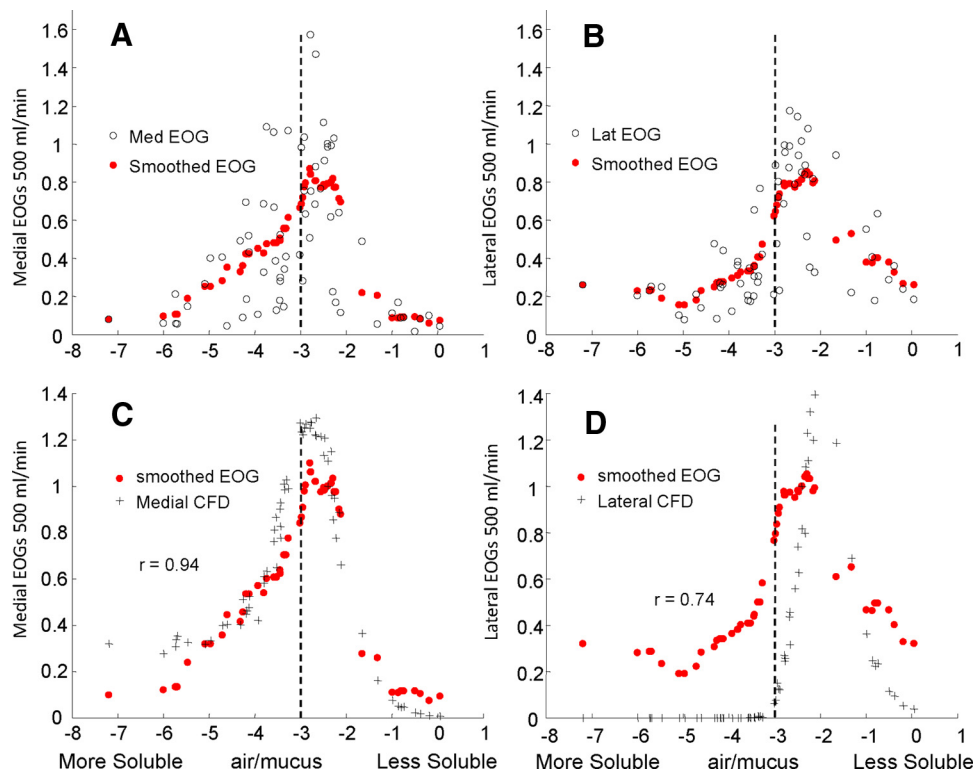 A
Medial EOGs 500 ml/min
1.6
1.4
1.2
1
0.8
0.6
0.4
0.2
0
Med EOG
Smoothed EOG
-8 -7 -6 -5 -4 -3 -2 -1 0 1
B
Lateral EOGs 500 ml/min
1.6
1.4
1.2
1
0.8
0.6
0.4
0.2
0
Lat EOG
Smoothed EOG
-8 -7 -6 -5 -4 -3 -2 -1 0 1
C
Medial EOGs 500 ml/min
1.4
1.2
1
0.8
0.6
0.4
0.2
0
smoothed EOG
Medial CFD
r = 0.94
-8 -7 -6 -5 -4 -3 -2 -1 0 1
More Soluble air/mucus Less Soluble
D
Lateral EOGs 500 ml/min
1.4
1.2
1
0.8
0.6
0.4
0.2
0
smoothed EOG
Lateral CFD
r = 0.74
-8 -7 -6 -5 -4 -3 -2 -1 0 1
More Soluble air/mucus Less Soluble